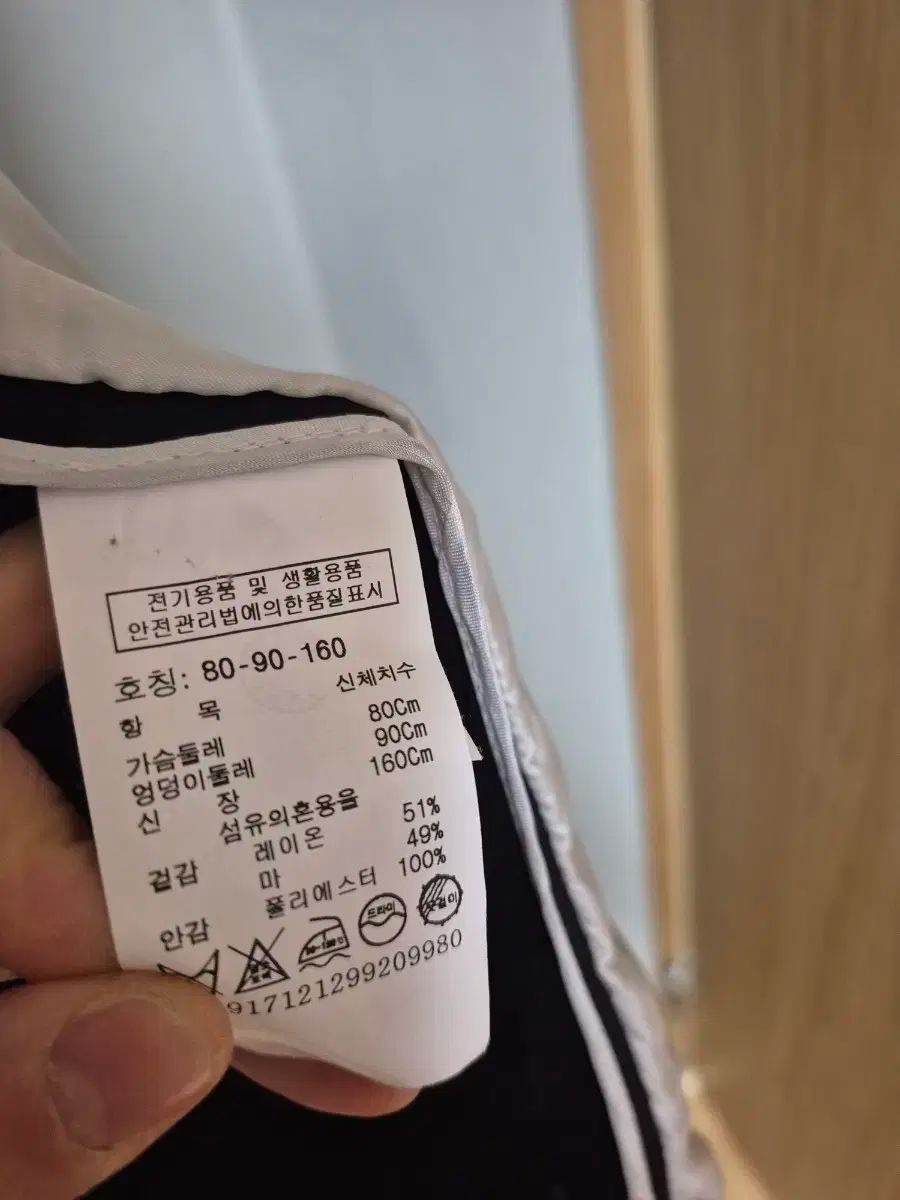 전기용품 및 생활용품
안전관리법에의한품질표시
호칭: 80-90-160
항 목 신체치수
가슴둘레 80Cm
엉덩이둘레 90Cm
신 장 160Cm
섬유의혼용율
겉감 레이온 51%
마 49%
안감 폴리에스터 100%
드라이
917121299209980